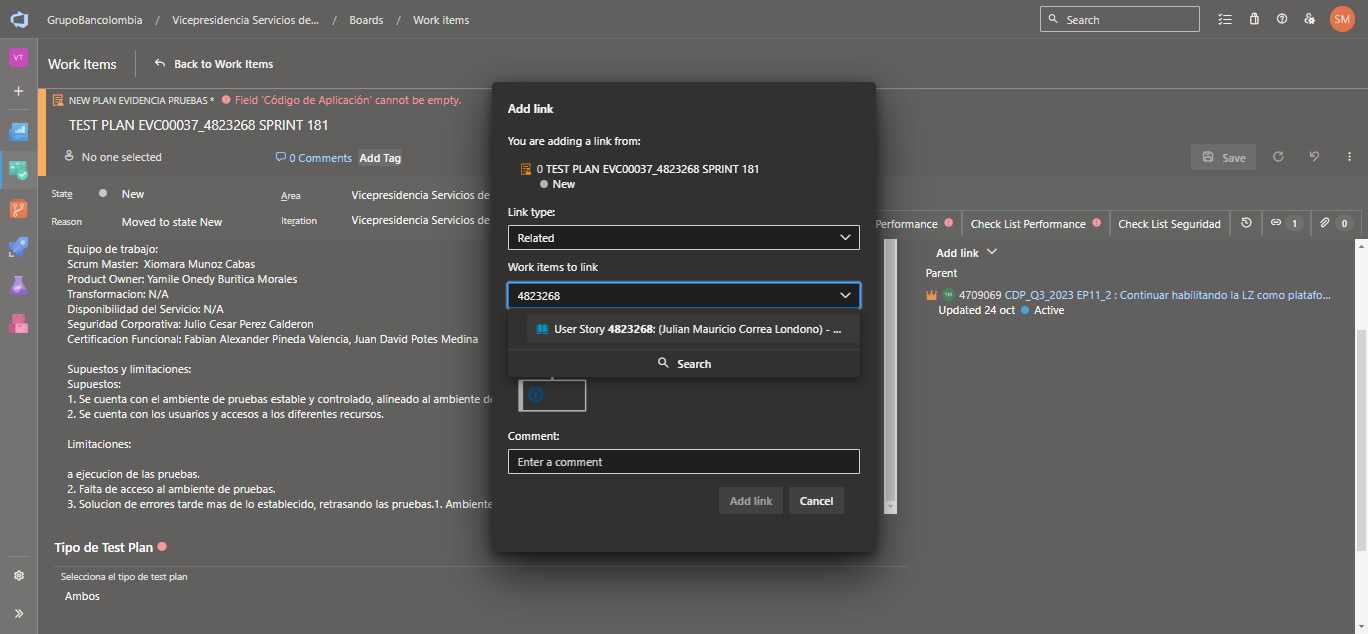 GrupoBancolombia / Vicepresidencia Servicios de... / Boards / Work items
Search
SM
VT
Work Items
Back to Work Items
NEW PLAN EVIDENCIA PRUEBAS * Field 'Código de Aplicación' cannot be empty.
TEST PLAN EVC00037_4823268 SPRINT 181
No one selected
0 Comments
Add Tag
Save
State
New
Area
Vicepresidencia Servicios de
Reason
Moved to state New
Iteration
Vicepresidencia Servicios de
Performance
Check List Performance
Check List Seguridad
1
0
Equipo de trabajo:
Scrum Master: Xiomara Munoz Cabas
Product Owner: Yamile Onedy Buritica Morales
Transformacion: N/A
Disponibilidad del Servicio: N/A
Seguridad Corporativa: Julio Cesar Perez Calderon
Certificacion Funcional: Fabian Alexander Pineda Valencia, Juan David Potes Medina
Supuestos y limitaciones:
Supuestos:
1. Se cuenta con el ambiente de pruebas estable y controlado, alineado al ambiente de
2. Se cuenta con los usuarios y accesos a los diferentes recursos.
Limitaciones:
a ejecucion de las pruebas.
2. Falta de acceso al ambiente de pruebas.
3. Solucion de errores tarde mas de lo establecido, retrasando las pruebas.1. Ambiente
Tipo de Test Plan
Selecciona el tipo de test plan
Ambos
Add link
You are adding a link from:
0 TEST PLAN EVC00037_4823268 SPRINT 181
New
Link type:
Related
Work items to link
4823268
User Story 4823268: (Julian Mauricio Correa Londono) - ...
Search
Comment:
Enter a comment
Add link
Cancel
Add link
Parent
YM 4709069 CDP_Q3_2023 EP11_2 : Continuar habilitando la LZ como platafo...
Updated 24 oct Active